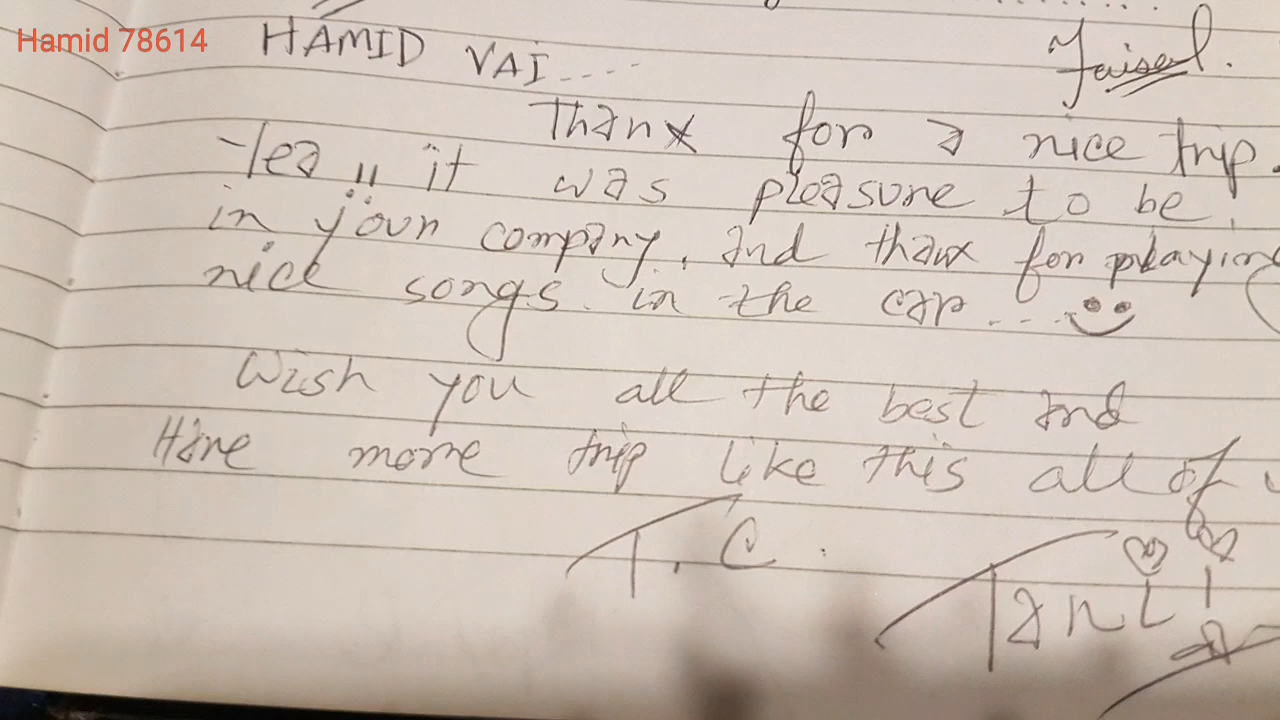 Hamid 78614
Faisal.
HAMID VAI....
Thanx for a nice trip.
Yea !! it was pleasure to be
in your company, and thanx for playing
nice songs in the car....
Wish you all the best and
Have more trip like this all of
T.C.